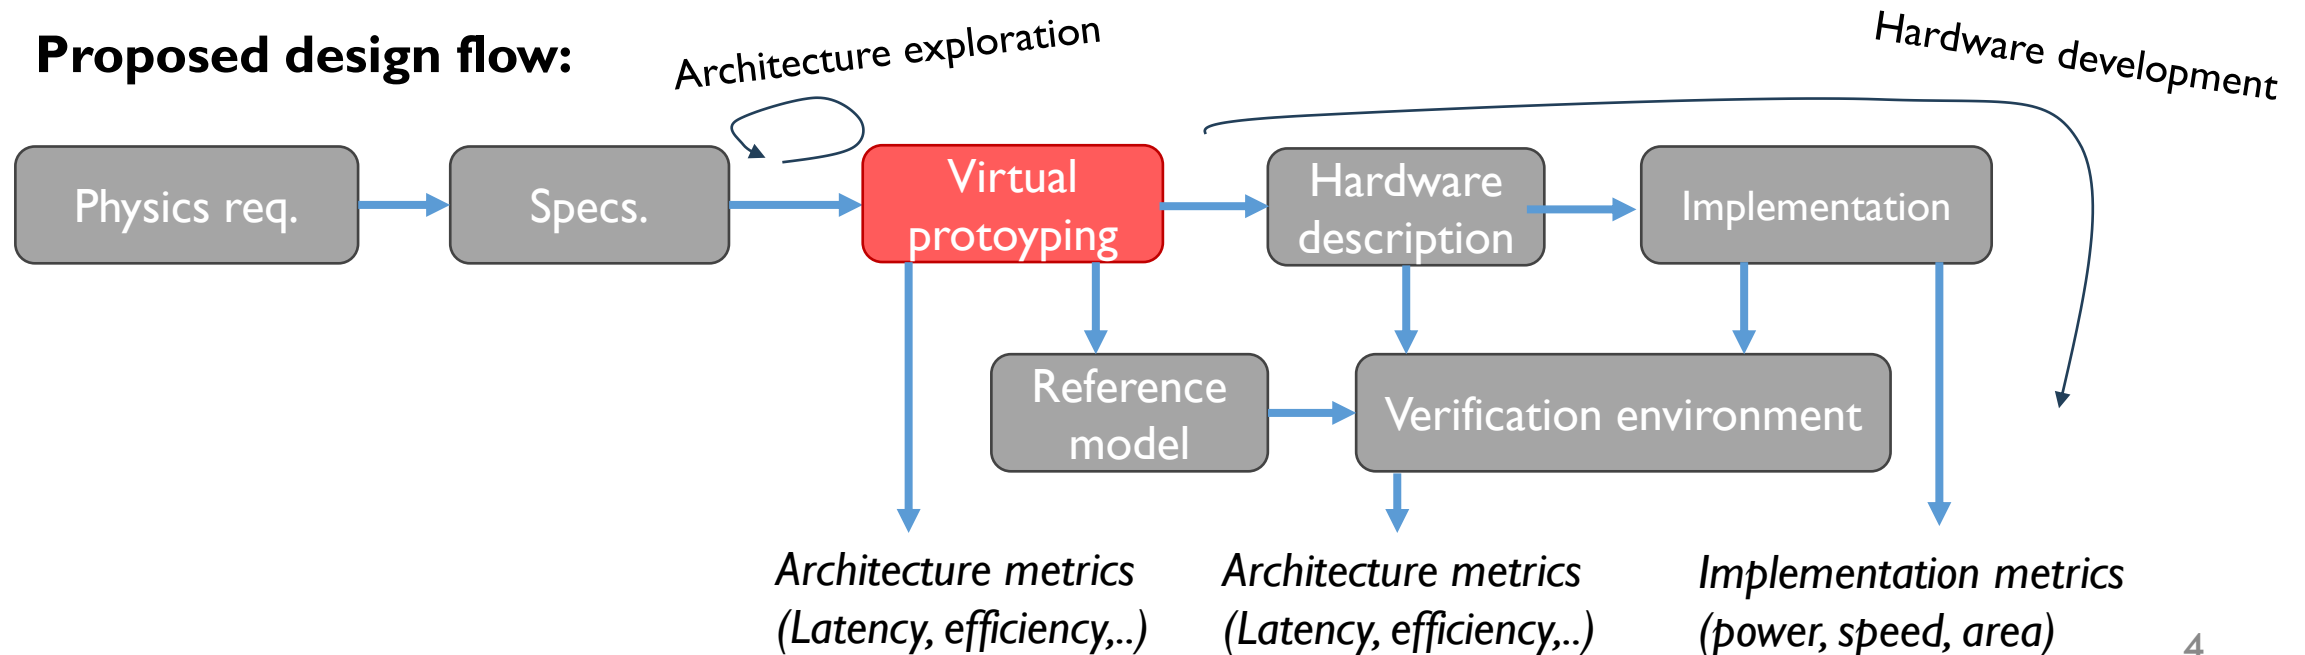 Proposed design flow:
Architecture exploration
Hardware development
Physics req.
Specs.
Virtual
protoyping
Hardware
description
Implementation
Reference
model
Verification environment
Architecture metrics
(Latency, efficiency,..)
Architecture metrics
(Latency, efficiency,..)
Implementation metrics
(power, speed, area)
4